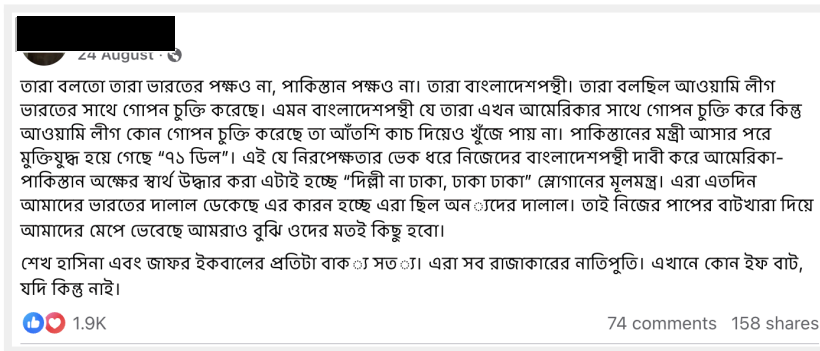 24 August ·
তারা বলতো তারা ভারতের পক্ষও না, পাকিস্তান পক্ষও না। তারা বাংলাদেশপন্থী। তারা বলছিল আওয়ামি লীগ
ভারতের সাথে গোপন চুক্তি করেছে। এমন বাংলাদেশপন্থী যে তারা এখন আমেরিকার সাথে গোপন চুক্তি করে কিন্তু
আওয়ামি লীগ কোন গোপন চুক্তি করেছে তা আঁতশি কাচ দিয়েও খুঁজে পায় না। পাকিস্তানের মন্ত্রী আসার পরে
মুক্তিযুদ্ধ হয়ে গেছে “৭১ ডিল”। এই যে নিরপেক্ষতার ভেক ধরে নিজেদের বাংলাদেশপন্থী দাবী করে আমেরিকা-
পাকিস্তান অক্ষের স্বার্থ উদ্ধার করা এটাই হচ্ছে “দিল্লী না ঢাকা, ঢাকা ঢাকা” স্লোগানের মূলমন্ত্র। এরা এতদিন
আমাদের ভারতের দালাল ডেকেছে এর কারন হচ্ছে এরা ছিল অন্যদের দালাল। তাই নিজের পাপের বাটখারা দিয়ে
আমাদের মেপে ভেবেছে আমরাও বুঝি ওদের মতই কিছু হবো।
শেখ হাসিনা এবং জাফর ইকবালের প্রতিটা বাক্য সত্য। এরা সব রাজাকারের নাতিপুতি। এখানে কোন ইফ বাট,
যদি কিন্তু নাই।
1.9K 74 comments 158 shares